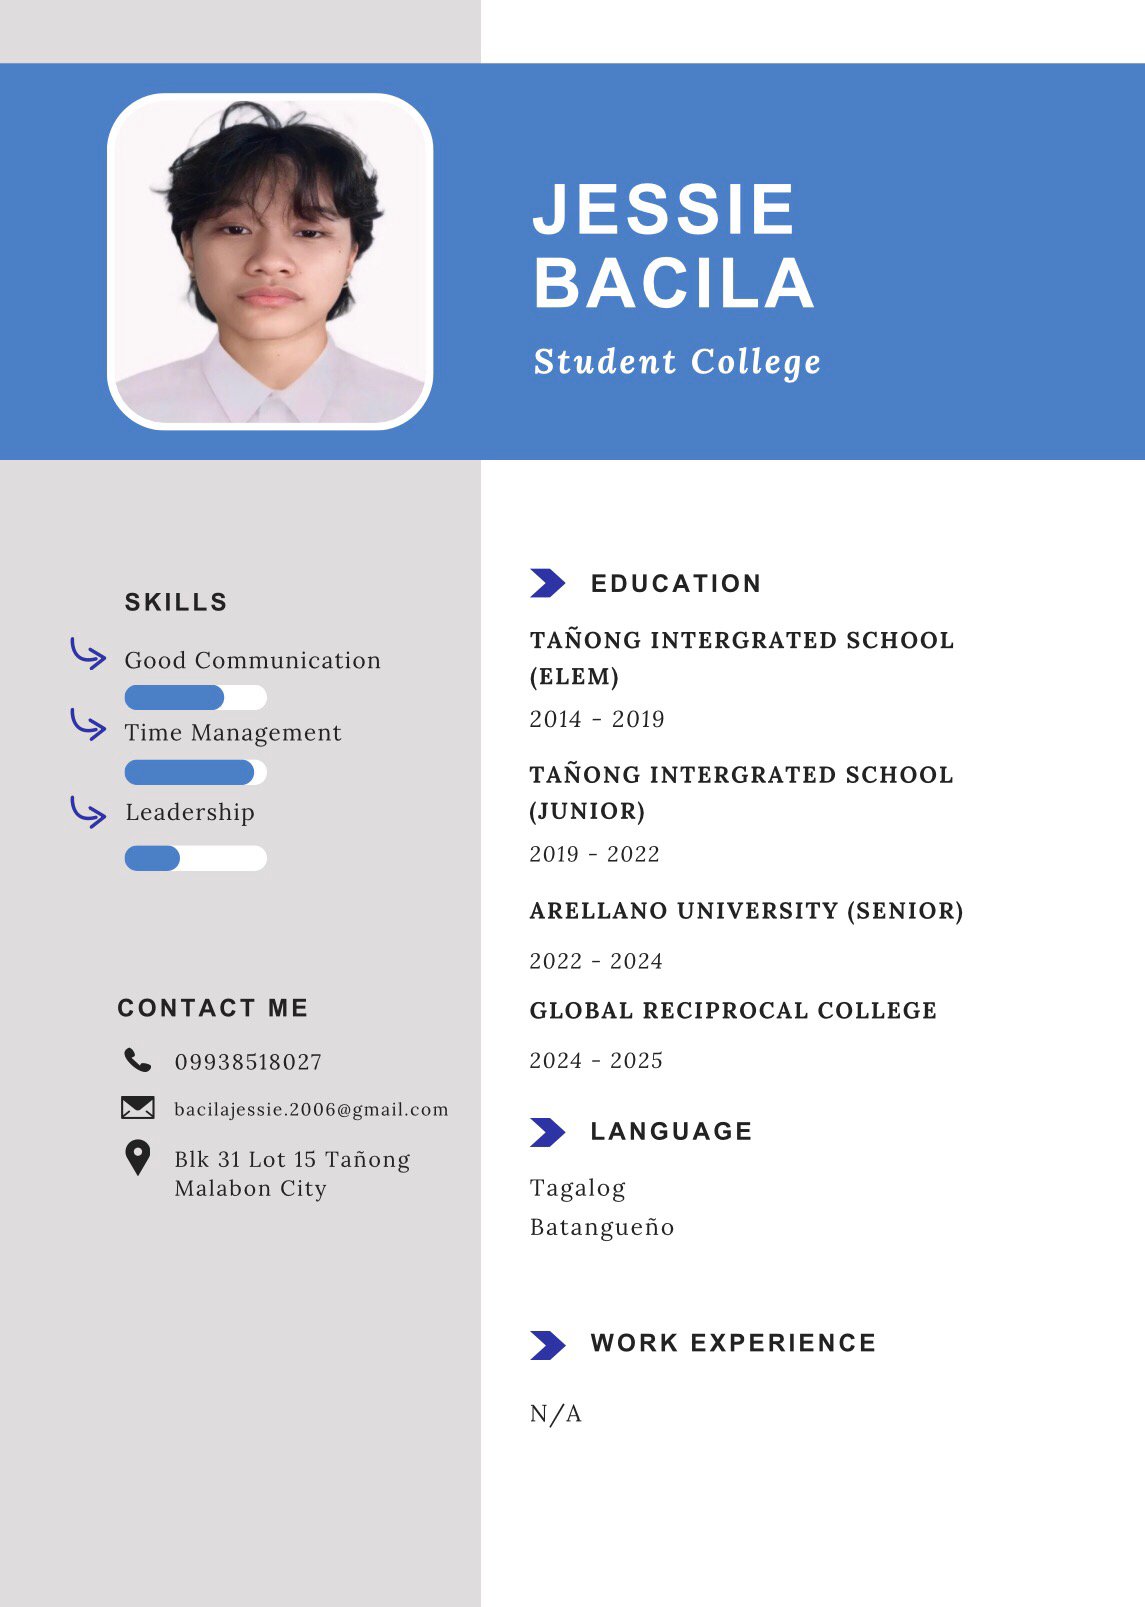 JESSIE
BACILA
Student College
SKILLS
Good Communication
Time Management
Leadership
CONTACT ME
09938518027
bacilajessie.2006@gmail.com
Blk 31 Lot 15 Tañong
Malabon City
EDUCATION
TAÑONG INTERGRATED SCHOOL
(ELEM)
2014 - 2019
TAÑONG INTERGRATED SCHOOL
(JUNIOR)
2019 - 2022
ARELLANO UNIVERSITY (SENIOR)
2022 - 2024
GLOBAL RECIPROCAL COLLEGE
2024 - 2025
LANGUAGE
Tagalog
Batangueño
WORK EXPERIENCE
N/A